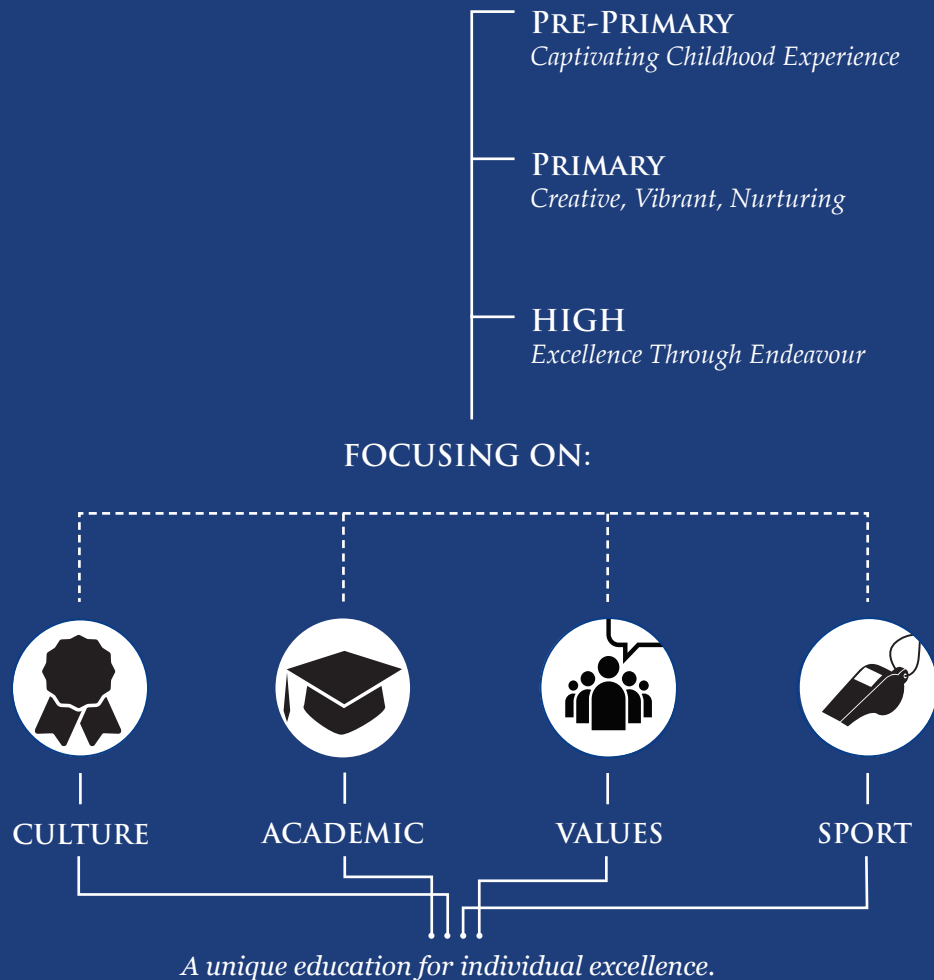 PRE-PRIMARY
Captivating Childhood Experience
PRIMARY
Creative, Vibrant, Nurturing
HIGH
Excellence Through Endeavour
FOCUSING ON:
CULTURE
ACADEMIC
VALUES
SPORT
A unique education for individual excellence.